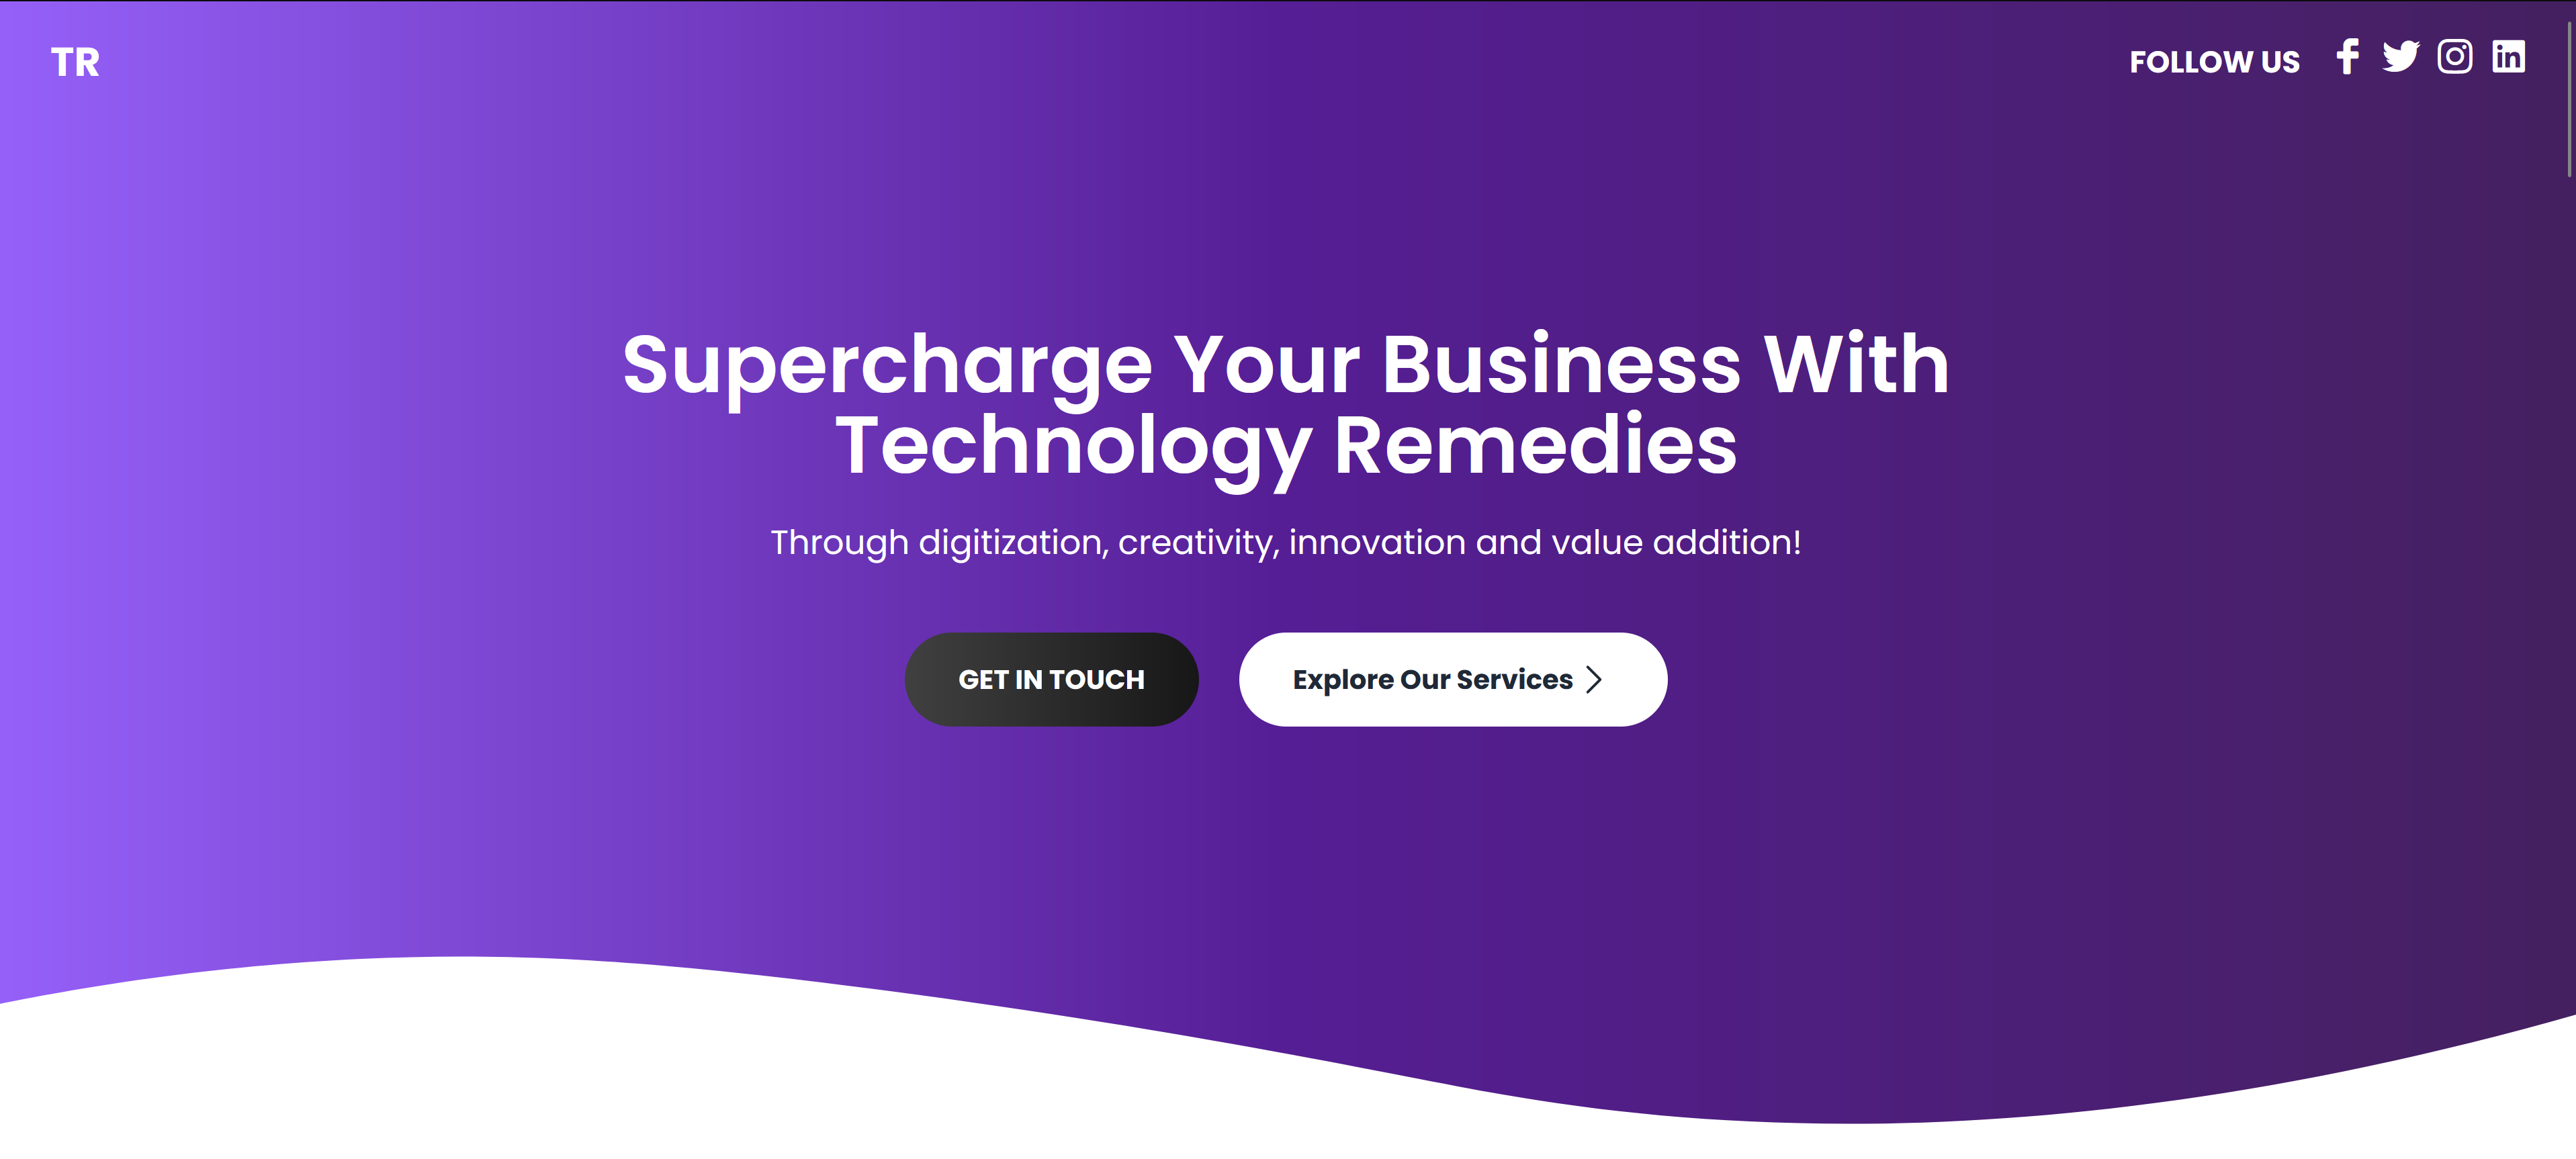 TR
FOLLOW US
Supercharge Your Business With
Technology Remedies
Through digitization, creativity, innovation and value addition!
GET IN TOUCH
Explore Our Services